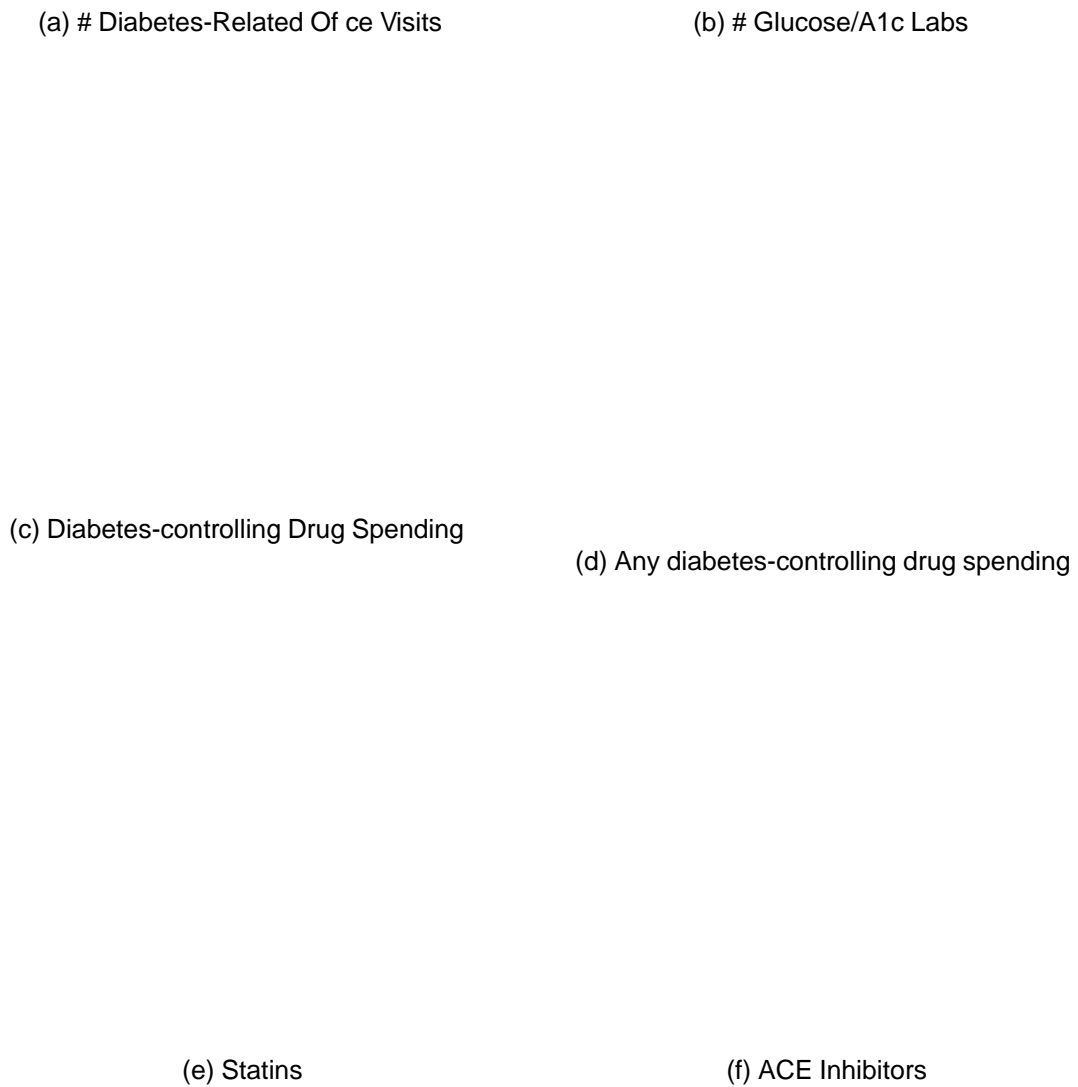 (a) # Diabetes-Related Of ce Visits
(b) # Glucose/A1c Labs
(c) Diabetes-controlling Drug Spending
(d) Any diabetes-controlling drug spending
(e) Statins
(f) ACE Inhibitors